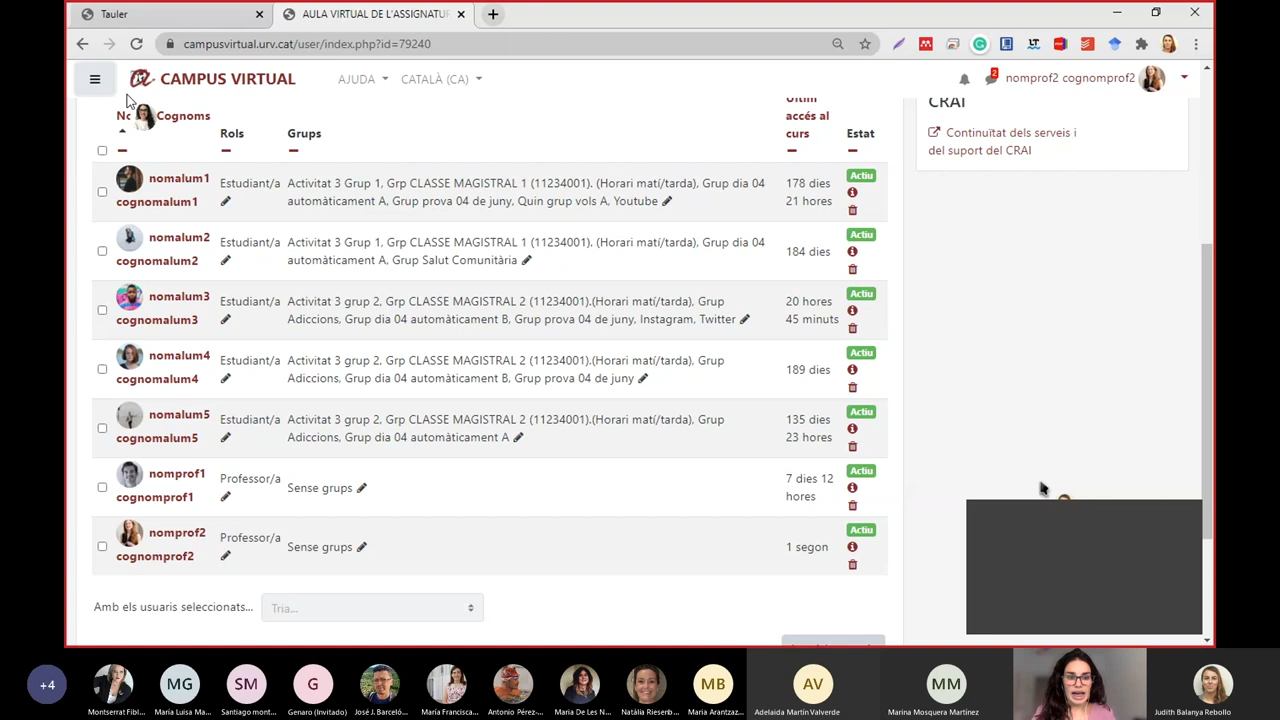 Tauler
AULA VIRTUAL DE L'ASSIGNATUR
campusvirtual.urv.cat/user/index.php?id=79240
CAMPUS VIRTUAL
AJUDA
CATALÀ (CA)
2
nomprof2 cognomprof2
Cognoms
Rols
Grups
Últim
accés al
curs
Estat
nomalum1
cognomalum1
Estudiant/a
Activitat 3 Grup 1, Grp CLASSE MAGISTRAL 1 (11234001). (Horari matí/tarda), Grup dia 04
automàticament A, Grup prova 04 de juny, Quin grup vols A, Youtube
178 dies
21 hores
Actiu
nomalum2
cognomalum2
Estudiant/a
Activitat 3 Grup 1, Grp CLASSE MAGISTRAL 1 (11234001). (Horari matí/tarda), Grup dia 04
automàticament A, Grup Salut Comunitària
184 dies
Actiu
nomalum3
cognomalum3
Estudiant/a
Activitat 3 grup 2, Grp CLASSE MAGISTRAL 2 (11234001).(Horari matí/tarda), Grup
Adiccions, Grup dia 04 automàticament B, Grup prova 04 de juny, Instagram, Twitter
20 hores
45 minuts
Actiu
nomalum4
cognomalum4
Estudiant/a
Activitat 3 grup 2, Grp CLASSE MAGISTRAL 2 (11234001).(Horari matí/tarda), Grup
Adiccions, Grup dia 04 automàticament B, Grup prova 04 de juny
189 dies
Actiu
nomalum5
cognomalum5
Estudiant/a
Activitat 3 grup 2, Grp CLASSE MAGISTRAL 2 (11234001).(Horari matí/tarda), Grup
Adiccions, Grup dia 04 automàticament A
135 dies
23 hores
Actiu
nomprof1
cognomprof1
Professor/a
Sense grups
7 dies 12
hores
Actiu
nomprof2
cognomprof2
Professor/a
Sense grups
1 segon
Actiu
Amb els usuaris seleccionats...
Tria...
CRAI
Continuïtat dels serveis i
del suport del CRAI
+4
MG
SM
G
MB
AV
MM
Montserrat Fibl...
Maria Luisa Ma...
Santiago mont...
Genaro (Invitado)
José J. Barceló...
María Francisca...
Antonio Pérez-...
Maria De Les N...
Natàlia Riesenb...
Maria Arantzaz...
Adelaida Martín Valverde
Marina Mosquera Martínez
Judith Balanya Rebollo